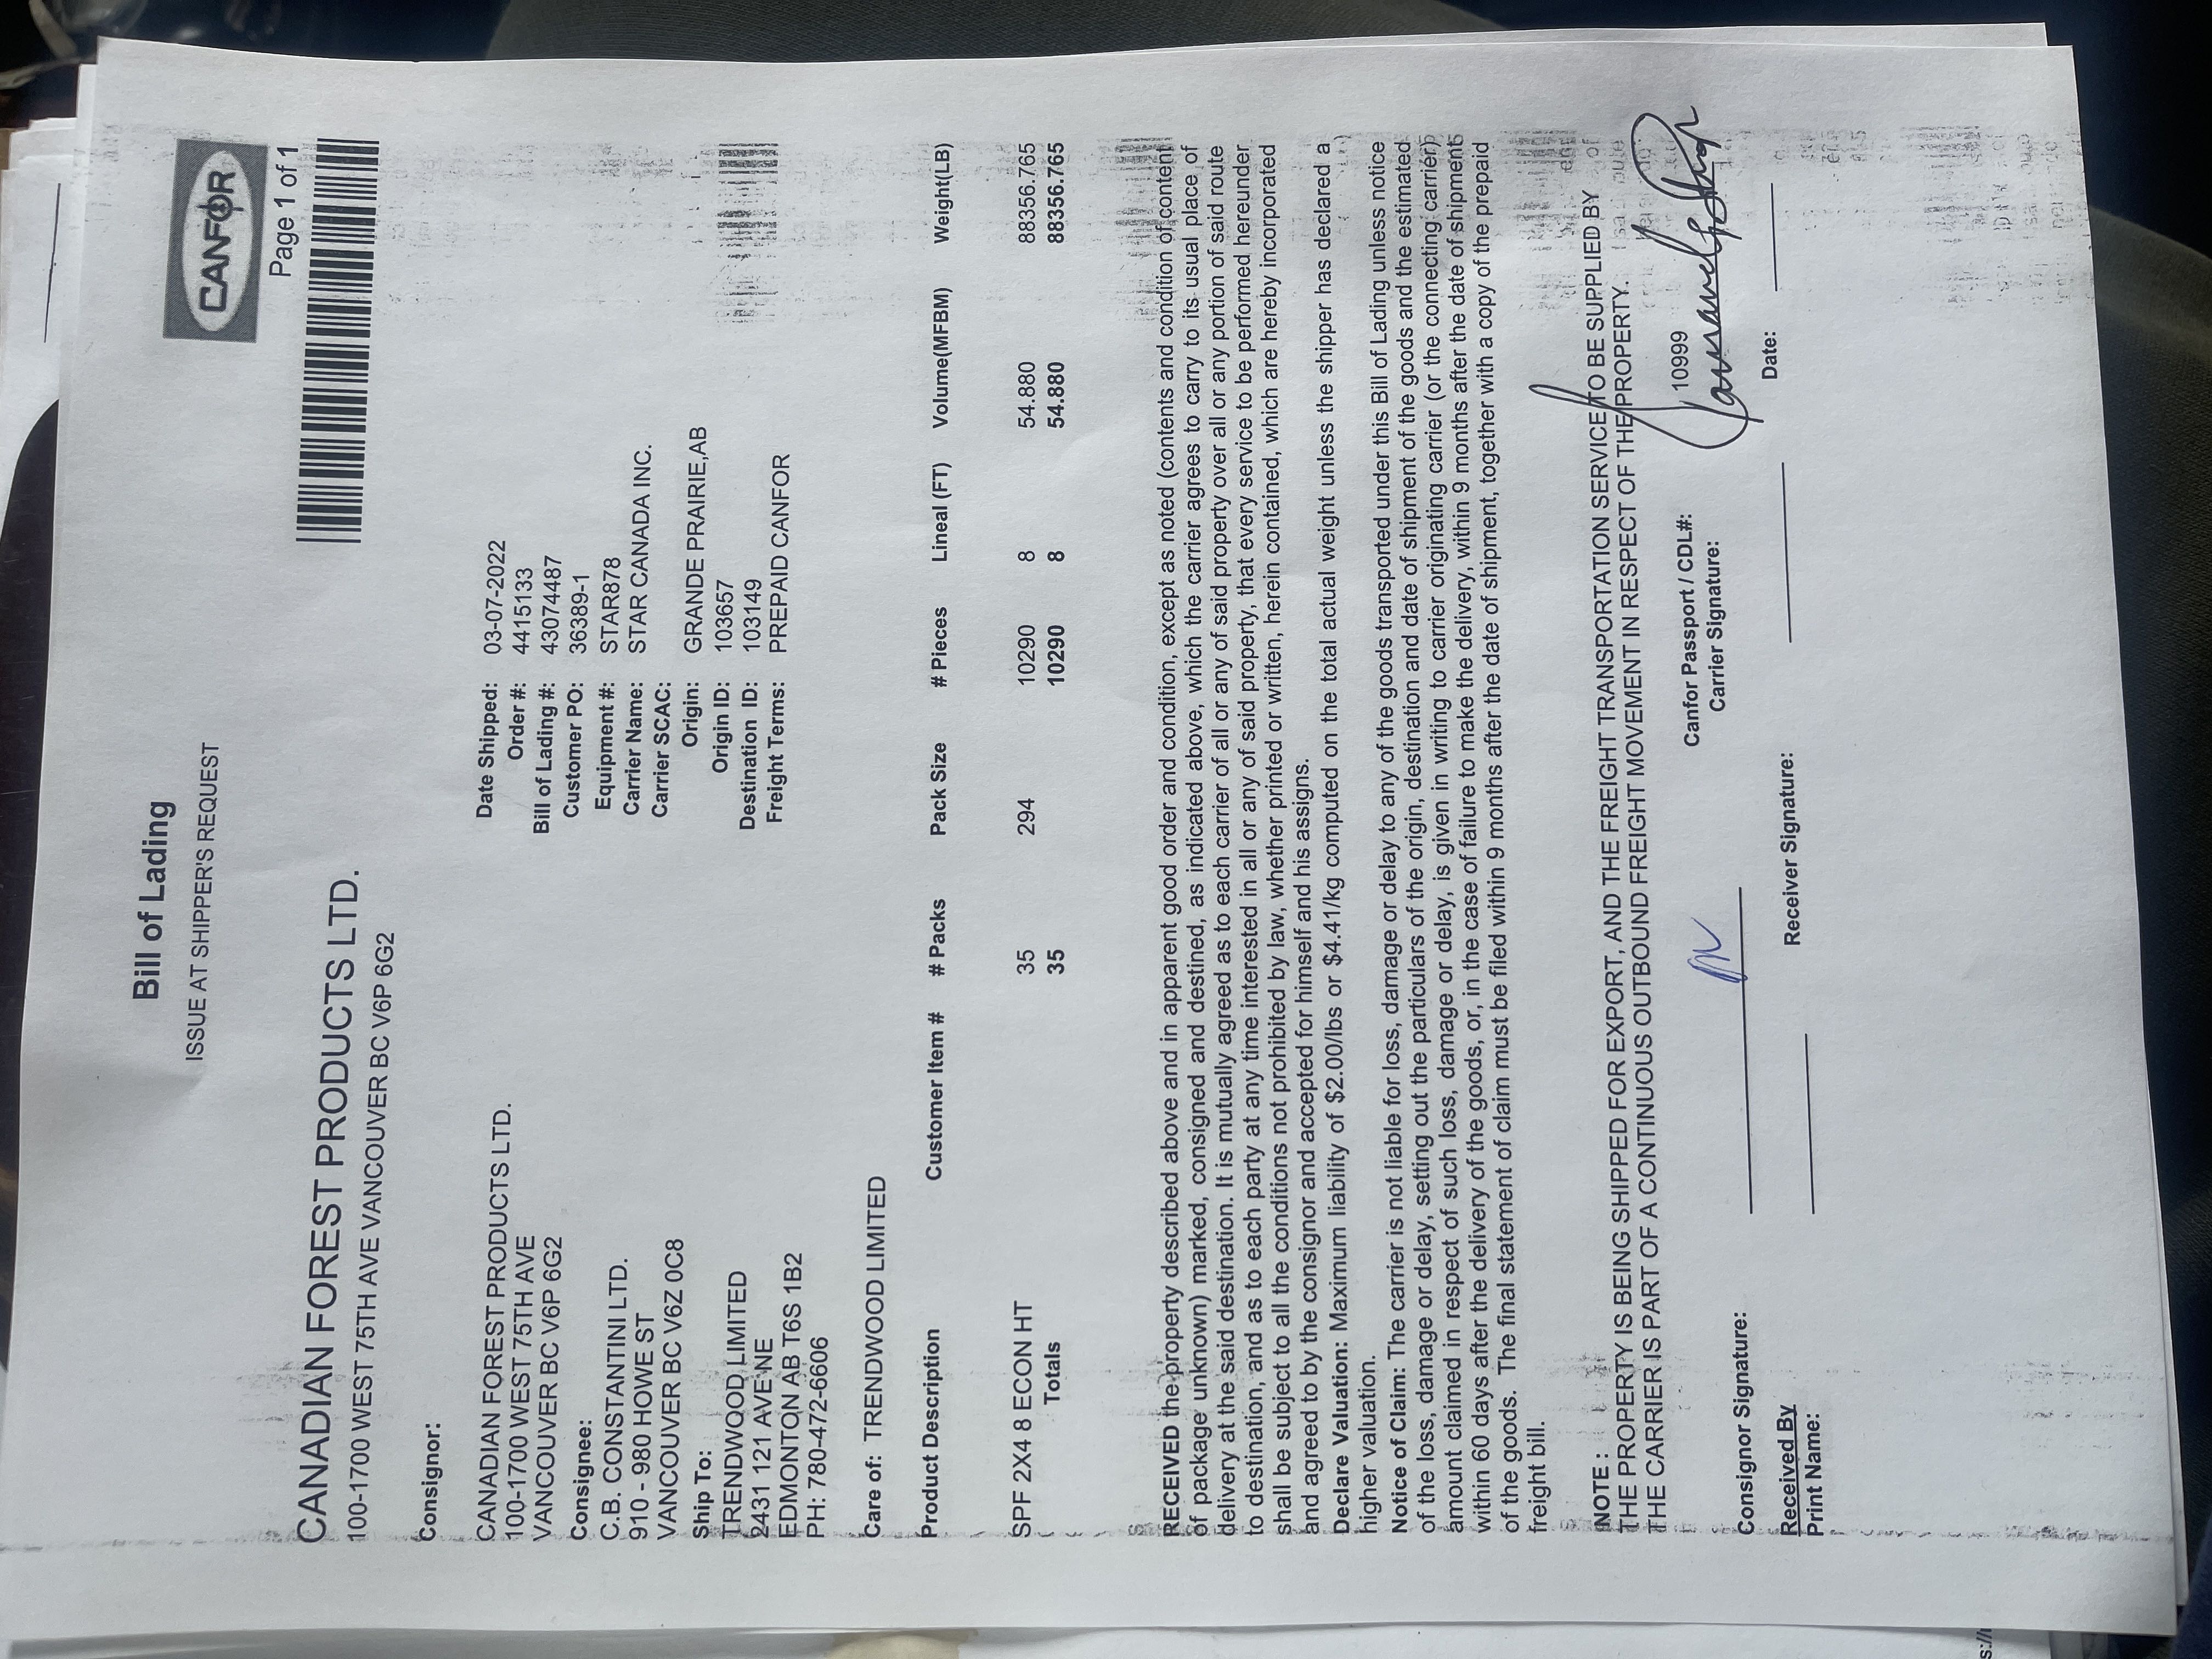 Bill of Lading
ISSUE AT SHIPPER'S REQUEST
CANFOR
Page 1 of 1
CANADIAN FOREST PRODUCTS LTD.
100-1700 WEST 75TH AVE VANCOUVER BC V6P 6G2
Consignor:
CANADIAN FOREST PRODUCTS LTD.
100-1700 WEST 75TH AVE
VANCOUVER BC V6P 6G2
Consignee:
C.B. CONSTANTINI LTD.
910 - 980 HOWE ST
VANCOUVER BC V6Z 0C8
Ship To:
TRENDWOOD LIMITED
2431 121 AVE NE
EDMONTON AB T6S 1B2
PH: 780-472-6606
Care of: TRENDWOOD LIMITED
Date Shipped: 03-07-2022
Order #: 4415133
Bill of Lading #: 43074487
Customer PO: 36389-1
Equipment #: STAR878
Carrier Name: STAR CANADA INC.
Carrier SCAC:
Origin: GRANDE PRAIRIE,AB
Origin ID: 103657
Destination ID: 103149
Freight Terms: PREPAID CANFOR
Product Description Customer Item # # Packs Pack Size # Pieces Lineal (FT) Volume(MFBM) Weight(LB)
SPF 2X4 8 ECON HT 35 294 10290 8 54.880 88356.765
Totals 35 10290 8 54.880 88356.765
RECEIVED the property described above and in apparent good order and condition, except as noted (contents and condition of content
of package unknown) marked, consigned and destined, as indicated above, which the carrier agrees to carry to its usual place of
delivery at the said destination. It is mutually agreed as to each carrier of all or any of said property over all or any portion of said route
to destination, and as to each party at any time interested in all or any of said property, that every service to be performed hereunder
shall be subject to all the conditions not prohibited by law, whether printed or written, herein contained, which are hereby incorporated
and agreed to by the consignor and accepted for himself and his assigns.
Declare Valuation: Maximum liability of $2.00/lbs or $4.41/kg computed on the total actual weight unless the shipper has declared a
higher valuation.
Notice of Claim: The carrier is not liable for loss, damage or delay to any of the goods transported under this Bill of Lading unless notice
of the loss, damage or delay, setting out the particulars of the origin, destination and date of shipment of the goods and the estimated
amount claimed in respect of such loss, damage or delay, is given in writing to carrier originating carrier (or the connecting carrier)
within 60 days after the delivery of the goods, or, in the case of failure to make the delivery, within 9 months after the date of shipment
of the goods. The final statement of claim must be filed within 9 months after the date of shipment, together with a copy of the prepaid
freight bill.
NOTE :
THE PROPERTY IS BEING SHIPPED FOR EXPORT, AND THE FREIGHT TRANSPORTATION SERVICE TO BE SUPPLIED BY
THE CARRIER IS PART OF A CONTINUOUS OUTBOUND FREIGHT MOVEMENT IN RESPECT OF THE PROPERTY.
Canfor Passport / CDL#: 10999
Carrier Signature:
Consignor Signature:
Received By
Print Name:
Receiver Signature:
Date: